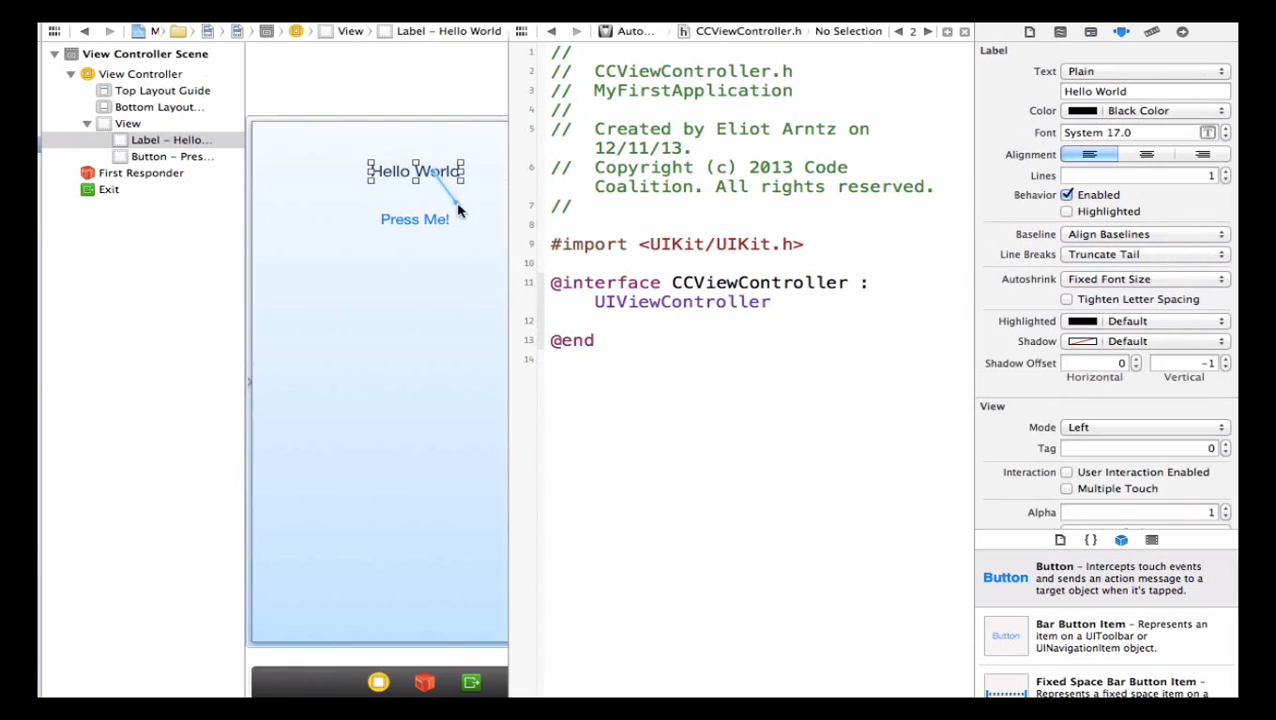 M
View
Label – Hello World
Auto...
CCViewController.h
No Selection
2
View Controller Scene
View Controller
Top Layout Guide
Bottom Layout...
View
Label – Hello...
Button – Pres...
First Responder
Exit
Hello World
Press Me!
1 //
2 // CCViewController.h
3 // MyFirstApplication
4 //
5 // Created by Eliot Arntz on
12/11/13.
6 // Copyright (c) 2013 Code
Coalition. All rights reserved.
7 //
8
9 #import <UIKit/UIKit.h>
10
11 @interface CCViewController :
UIViewController
12
13 @end
14
Label
Text Plain
Hello World
Color Black Color
Font System 17.0 T
Alignment
Lines 1
Behavior Enabled
Highlighted
Baseline Align Baselines
Line Breaks Truncate Tail
Autoshrink Fixed Font Size
Tighten Letter Spacing
Highlighted Default
Shadow Default
Shadow Offset 0 −1
Horizontal Vertical
View
Mode Left
Tag 0
Interaction User Interaction Enabled
Multiple Touch
Alpha 1
{ }
Button
Button – Intercepts touch events
and sends an action message to a
target object when it's tapped.
Button
Bar Button Item – Represents an
item on a UIToolbar or
UINavigationItem object.
Fixed Space Bar Button Item –
Represents a fixed space item on a